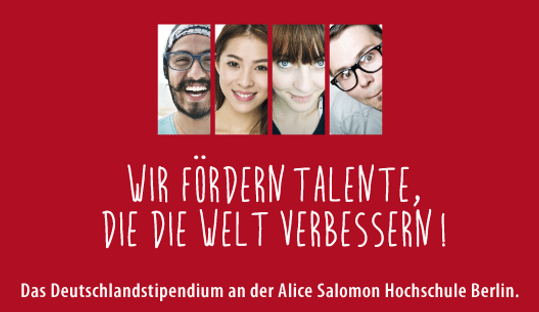 WIR FÖRDERN TALENTE,
DIE DIE WELT VERBESSERN!
Das Deutschlandstipendium an der Alice Salomon Hochschule Berlin.